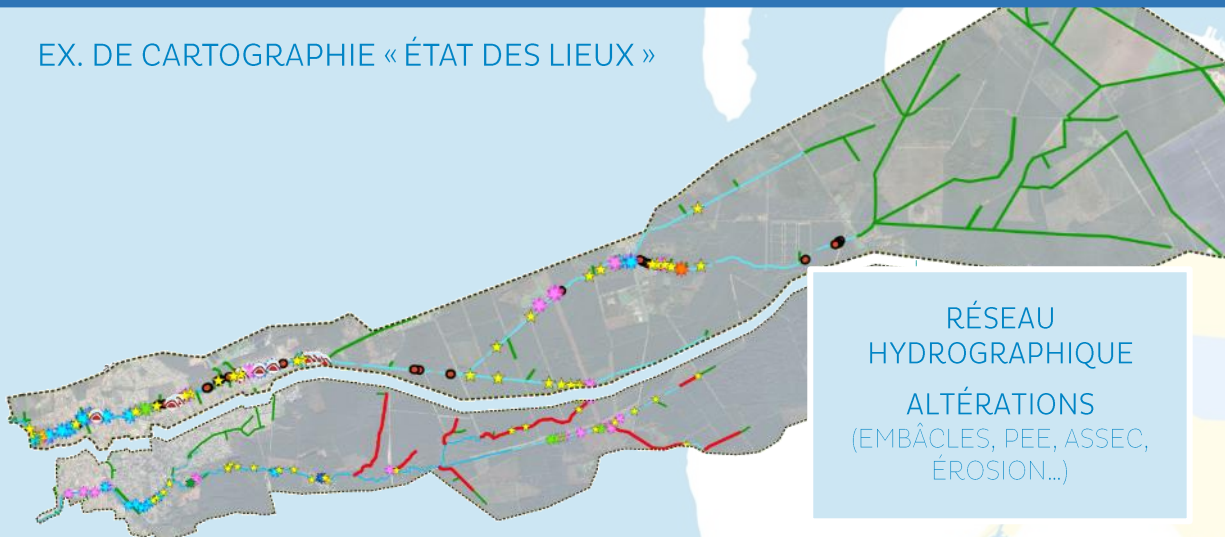 EX. DE CARTOGRAPHIE « ÉTAT DES LIEUX »
RÉSEAU
HYDROGRAPHIQUE
ALTÉRATIONS
(EMBÂCLES, PEE, ASSEC,
ÉROSION...)